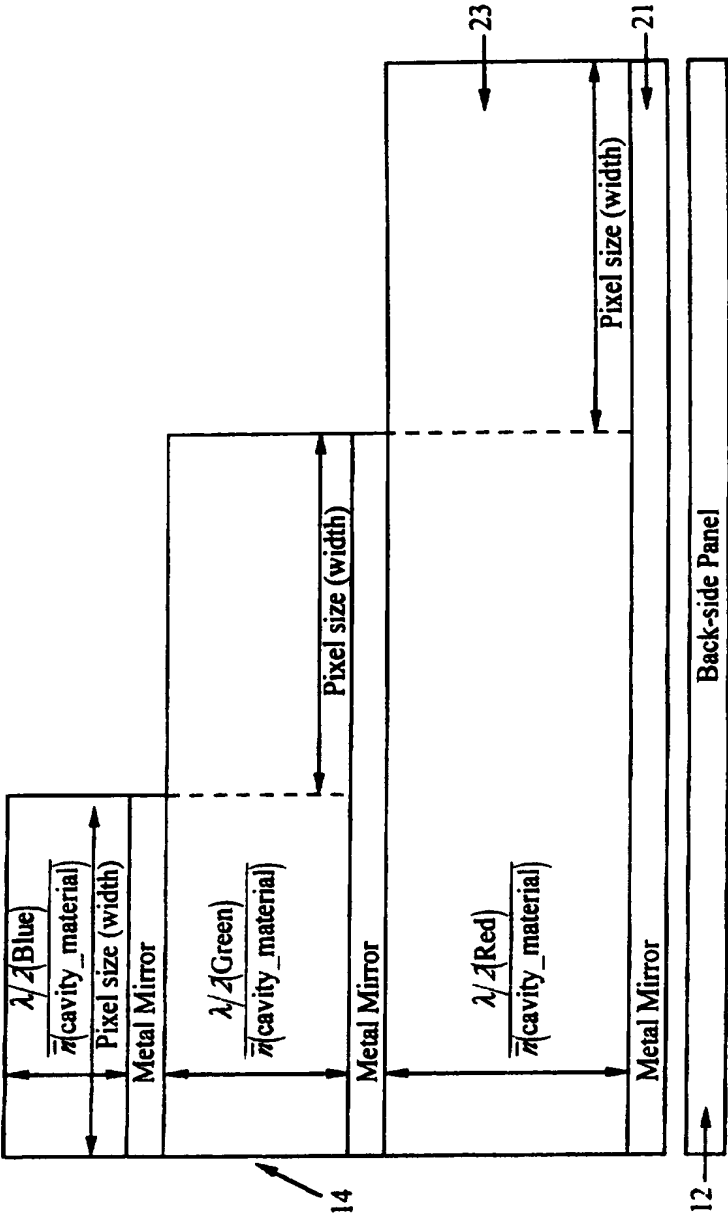 λ/2(Blue)
n̄(cavity_material)
Pixel size (width)
Metal Mirror
14
λ/2(Green)
n̄(cavity_material)
Pixel size (width)
Metal Mirror
λ/2(Red)
n̄(cavity_material)
23
Pixel size (width)
Metal Mirror
21
12
Back-side Panel